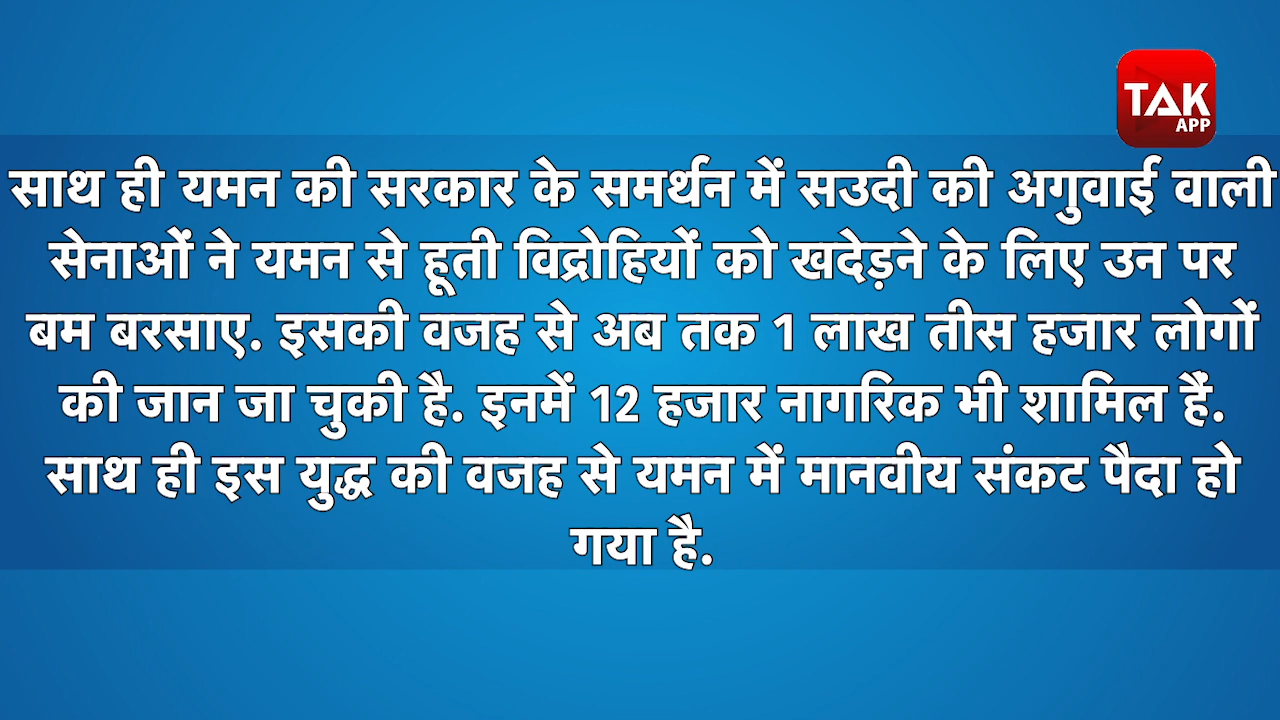 TAK
APP
साथ ही यमन की सरकार के समर्थन में सउदी की अगुवाई वाली
सेनाओं ने यमन से हूती विद्रोहियों को खदेड़ने के लिए उन पर
बम बरसाए. इसकी वजह से अब तक 1 लाख तीस हजार लोगों
की जान जा चुकी है. इनमें 12 हजार नागरिक भी शामिल हैं.
साथ ही इस युद्ध की वजह से यमन में मानवीय संकट पैदा हो
गया है.